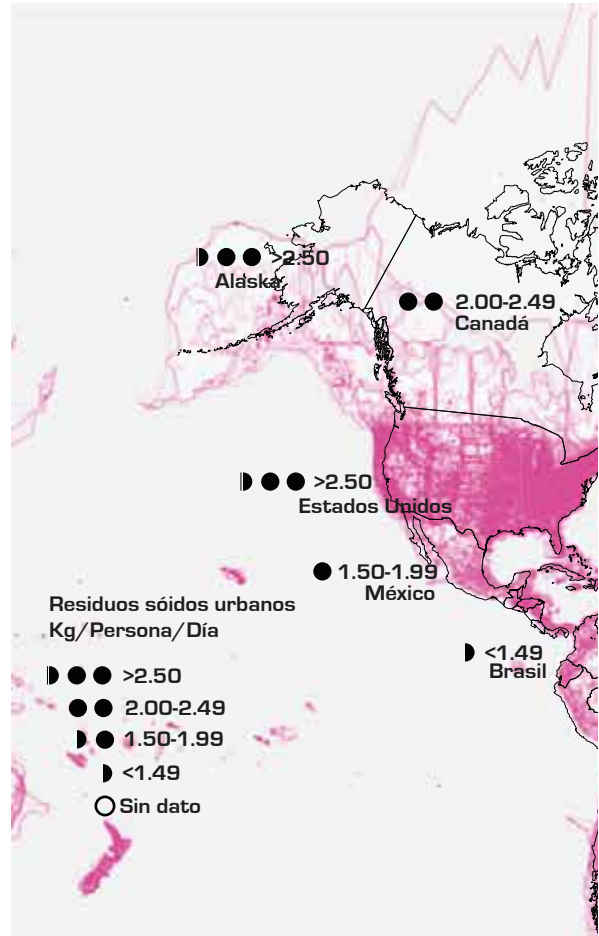 >2.50
Alaska
2.00-2.49
Canadá
>2.50
Estados Unidos
1.50-1.99
México
Residuos sóidos urbanos
Kg/Persona/Día
<1.49
Brasil
>2.50
2.00-2.49
1.50-1.99
<1.49
Sin dato